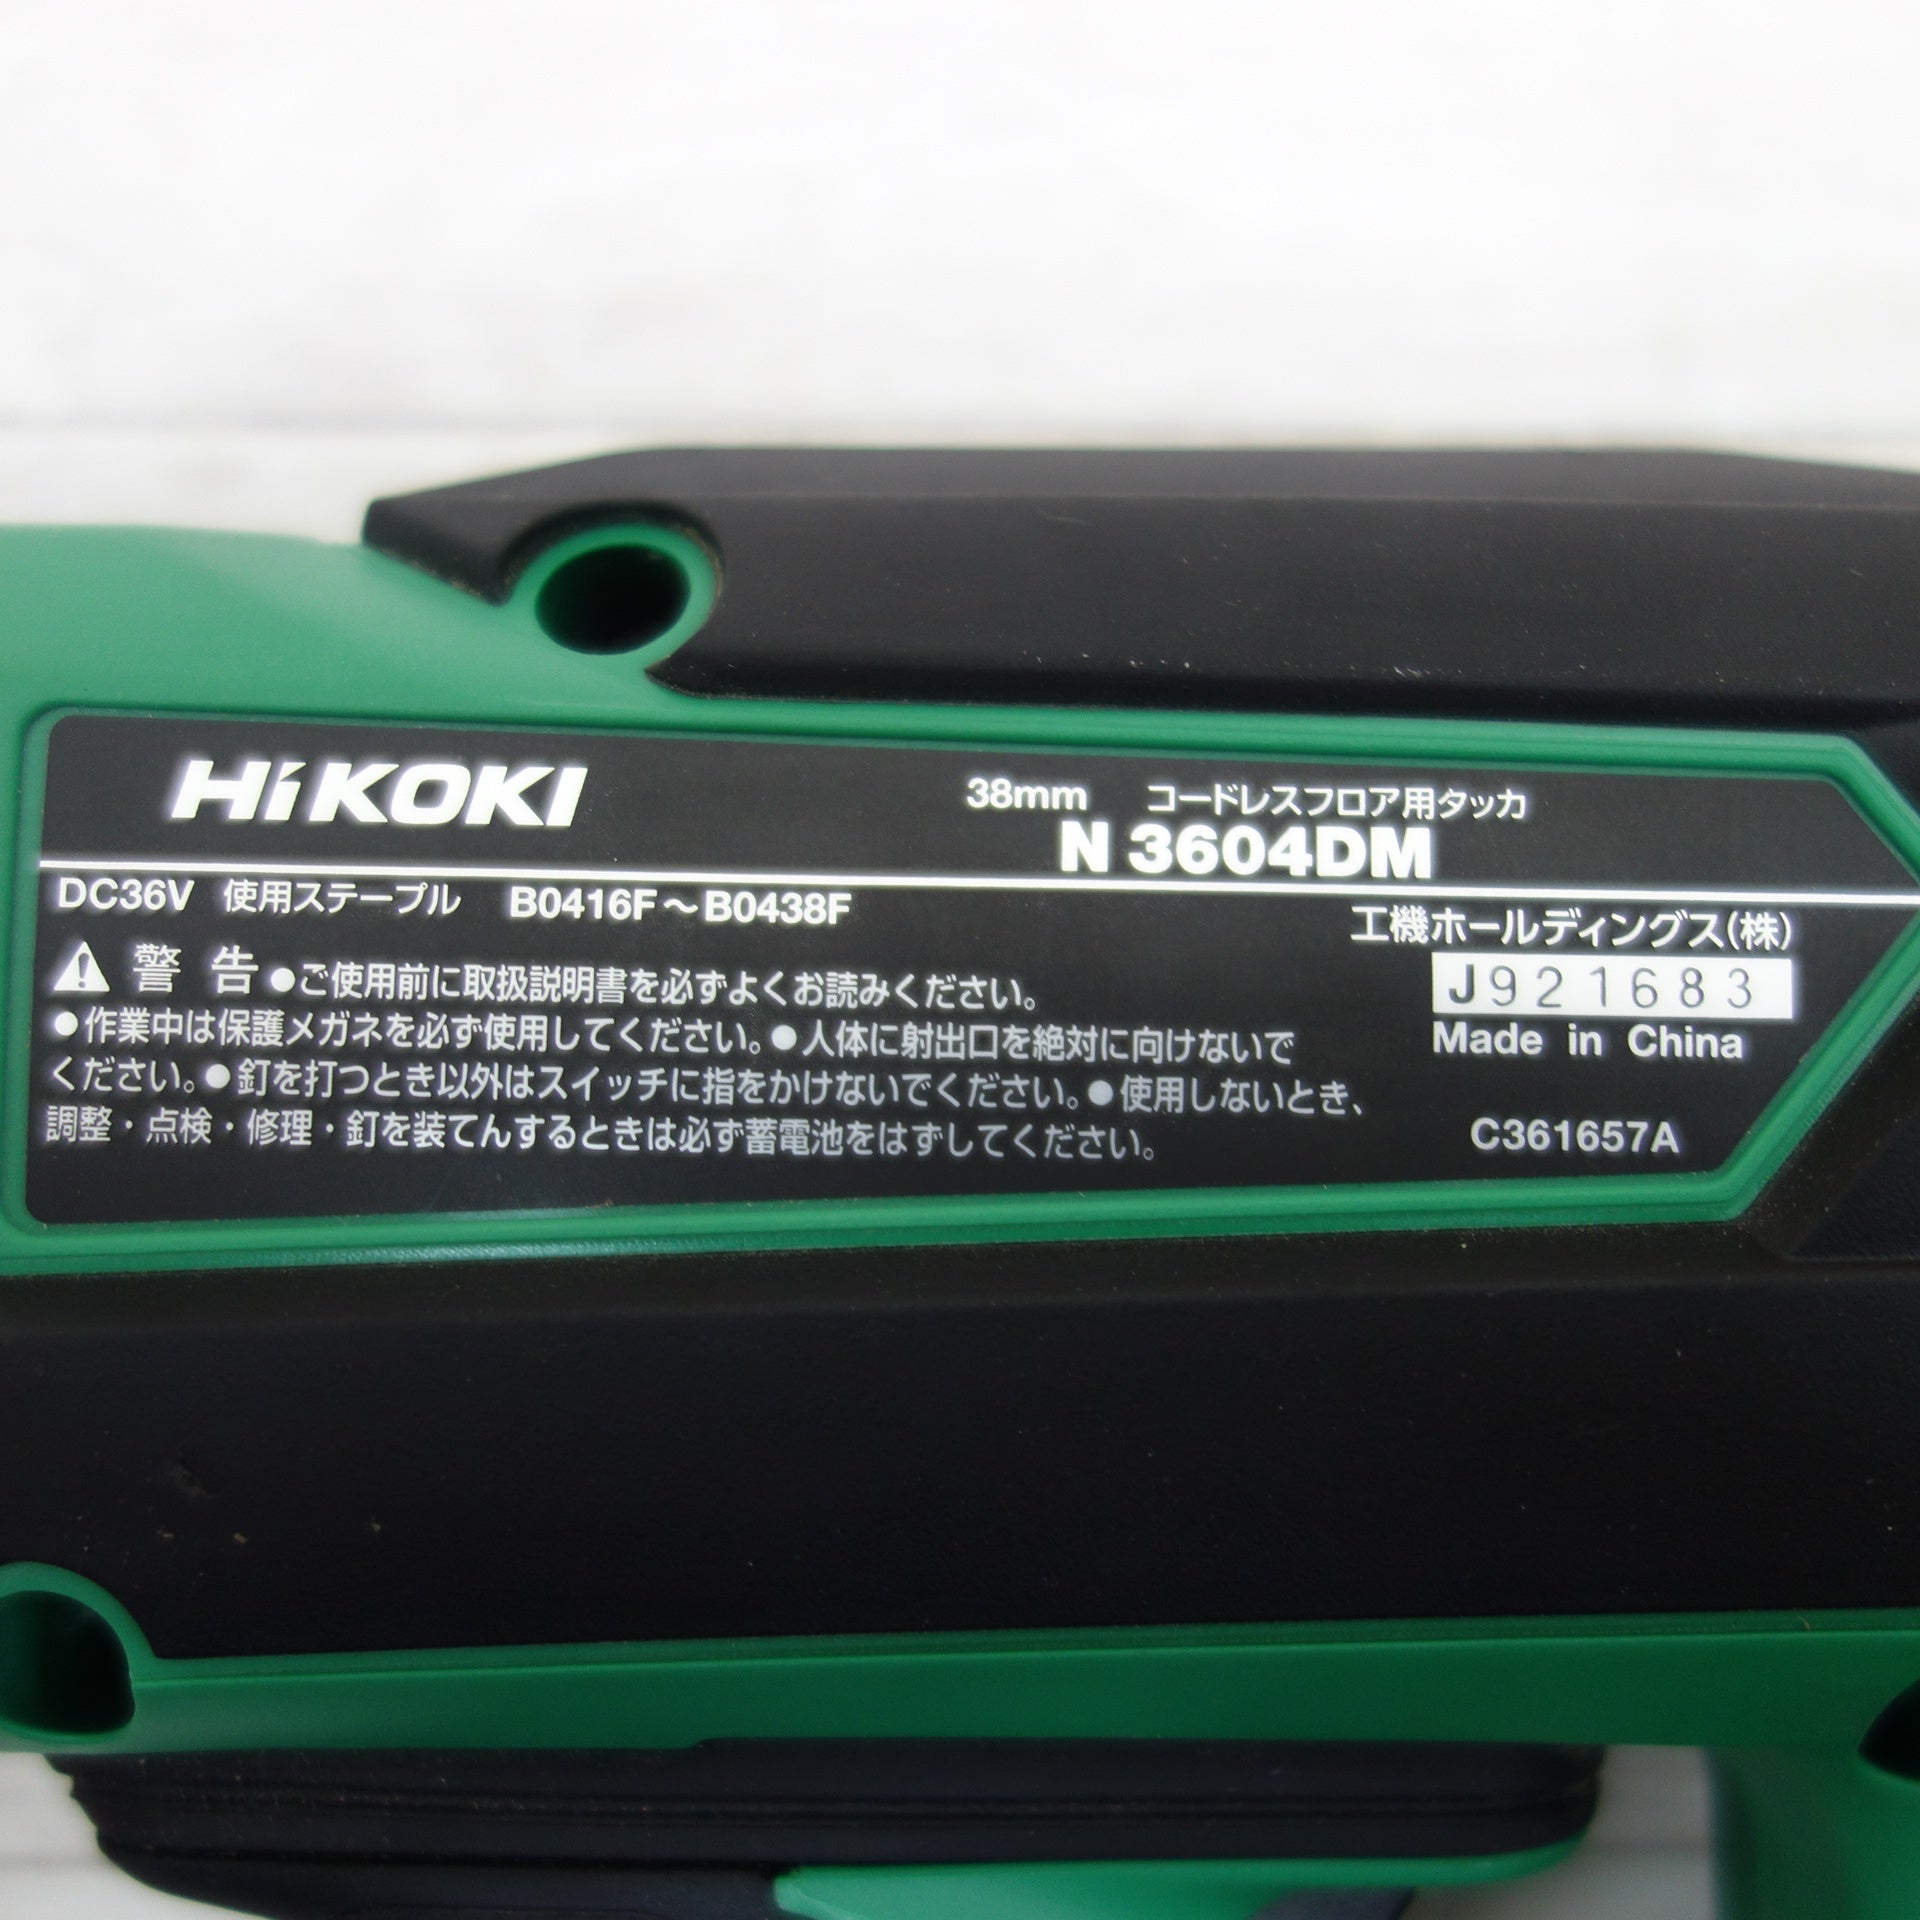 HiKOKI
38mm コードレスフロア用タッカ
N 3604DM
DC36V 使用ステープル B0416F～B0438F
工機ホールディングス(株)
J921683
Made in China
C361657A
警告 ●ご使用前に取扱説明書を必ずよくお読みください。
●作業中は保護メガネを必ず使用してください。●人体に射出口を絶対に向けないで
ください。●釘を打つとき以外はスイッチに指をかけないでください。●使用しないとき、
調整・点検・修理・釘を装てんするときは必ず蓄電池をはずしてください。